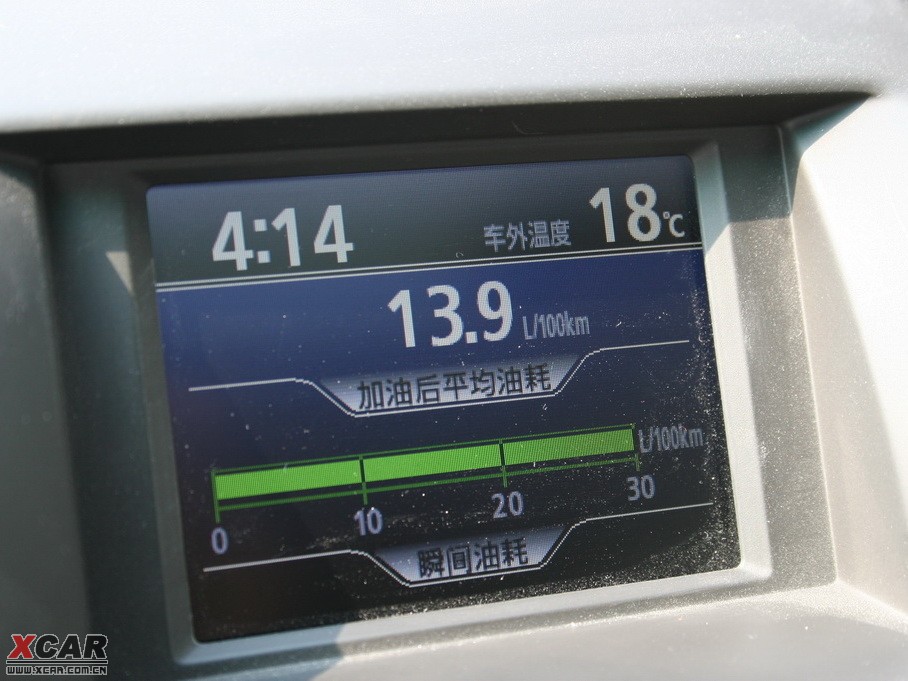 4:14 车外温度 18℃
13.9 L/100km
加油后平均油耗
L/100km
0 10 20 30
瞬间油耗
XCAR
WWW.XCAR.COM.CN